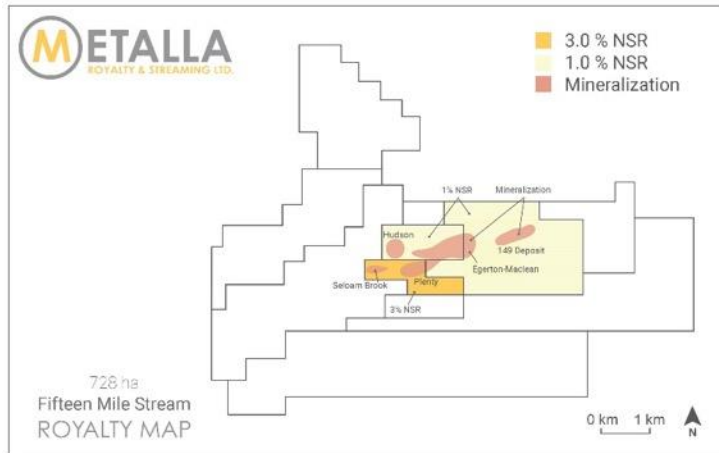 METALLA
ROYALTY & STREAMING LTD.
3.0 % NSR
1.0 % NSR
Mineralization
1% NSR
Mineralization
Hudson
149 Deposit
Egerton-Maclean
Seloam Brook
Plenty
3% NSR
728 ha
Fifteen Mile Stream
ROYALTY MAP
0 km 1 km
N